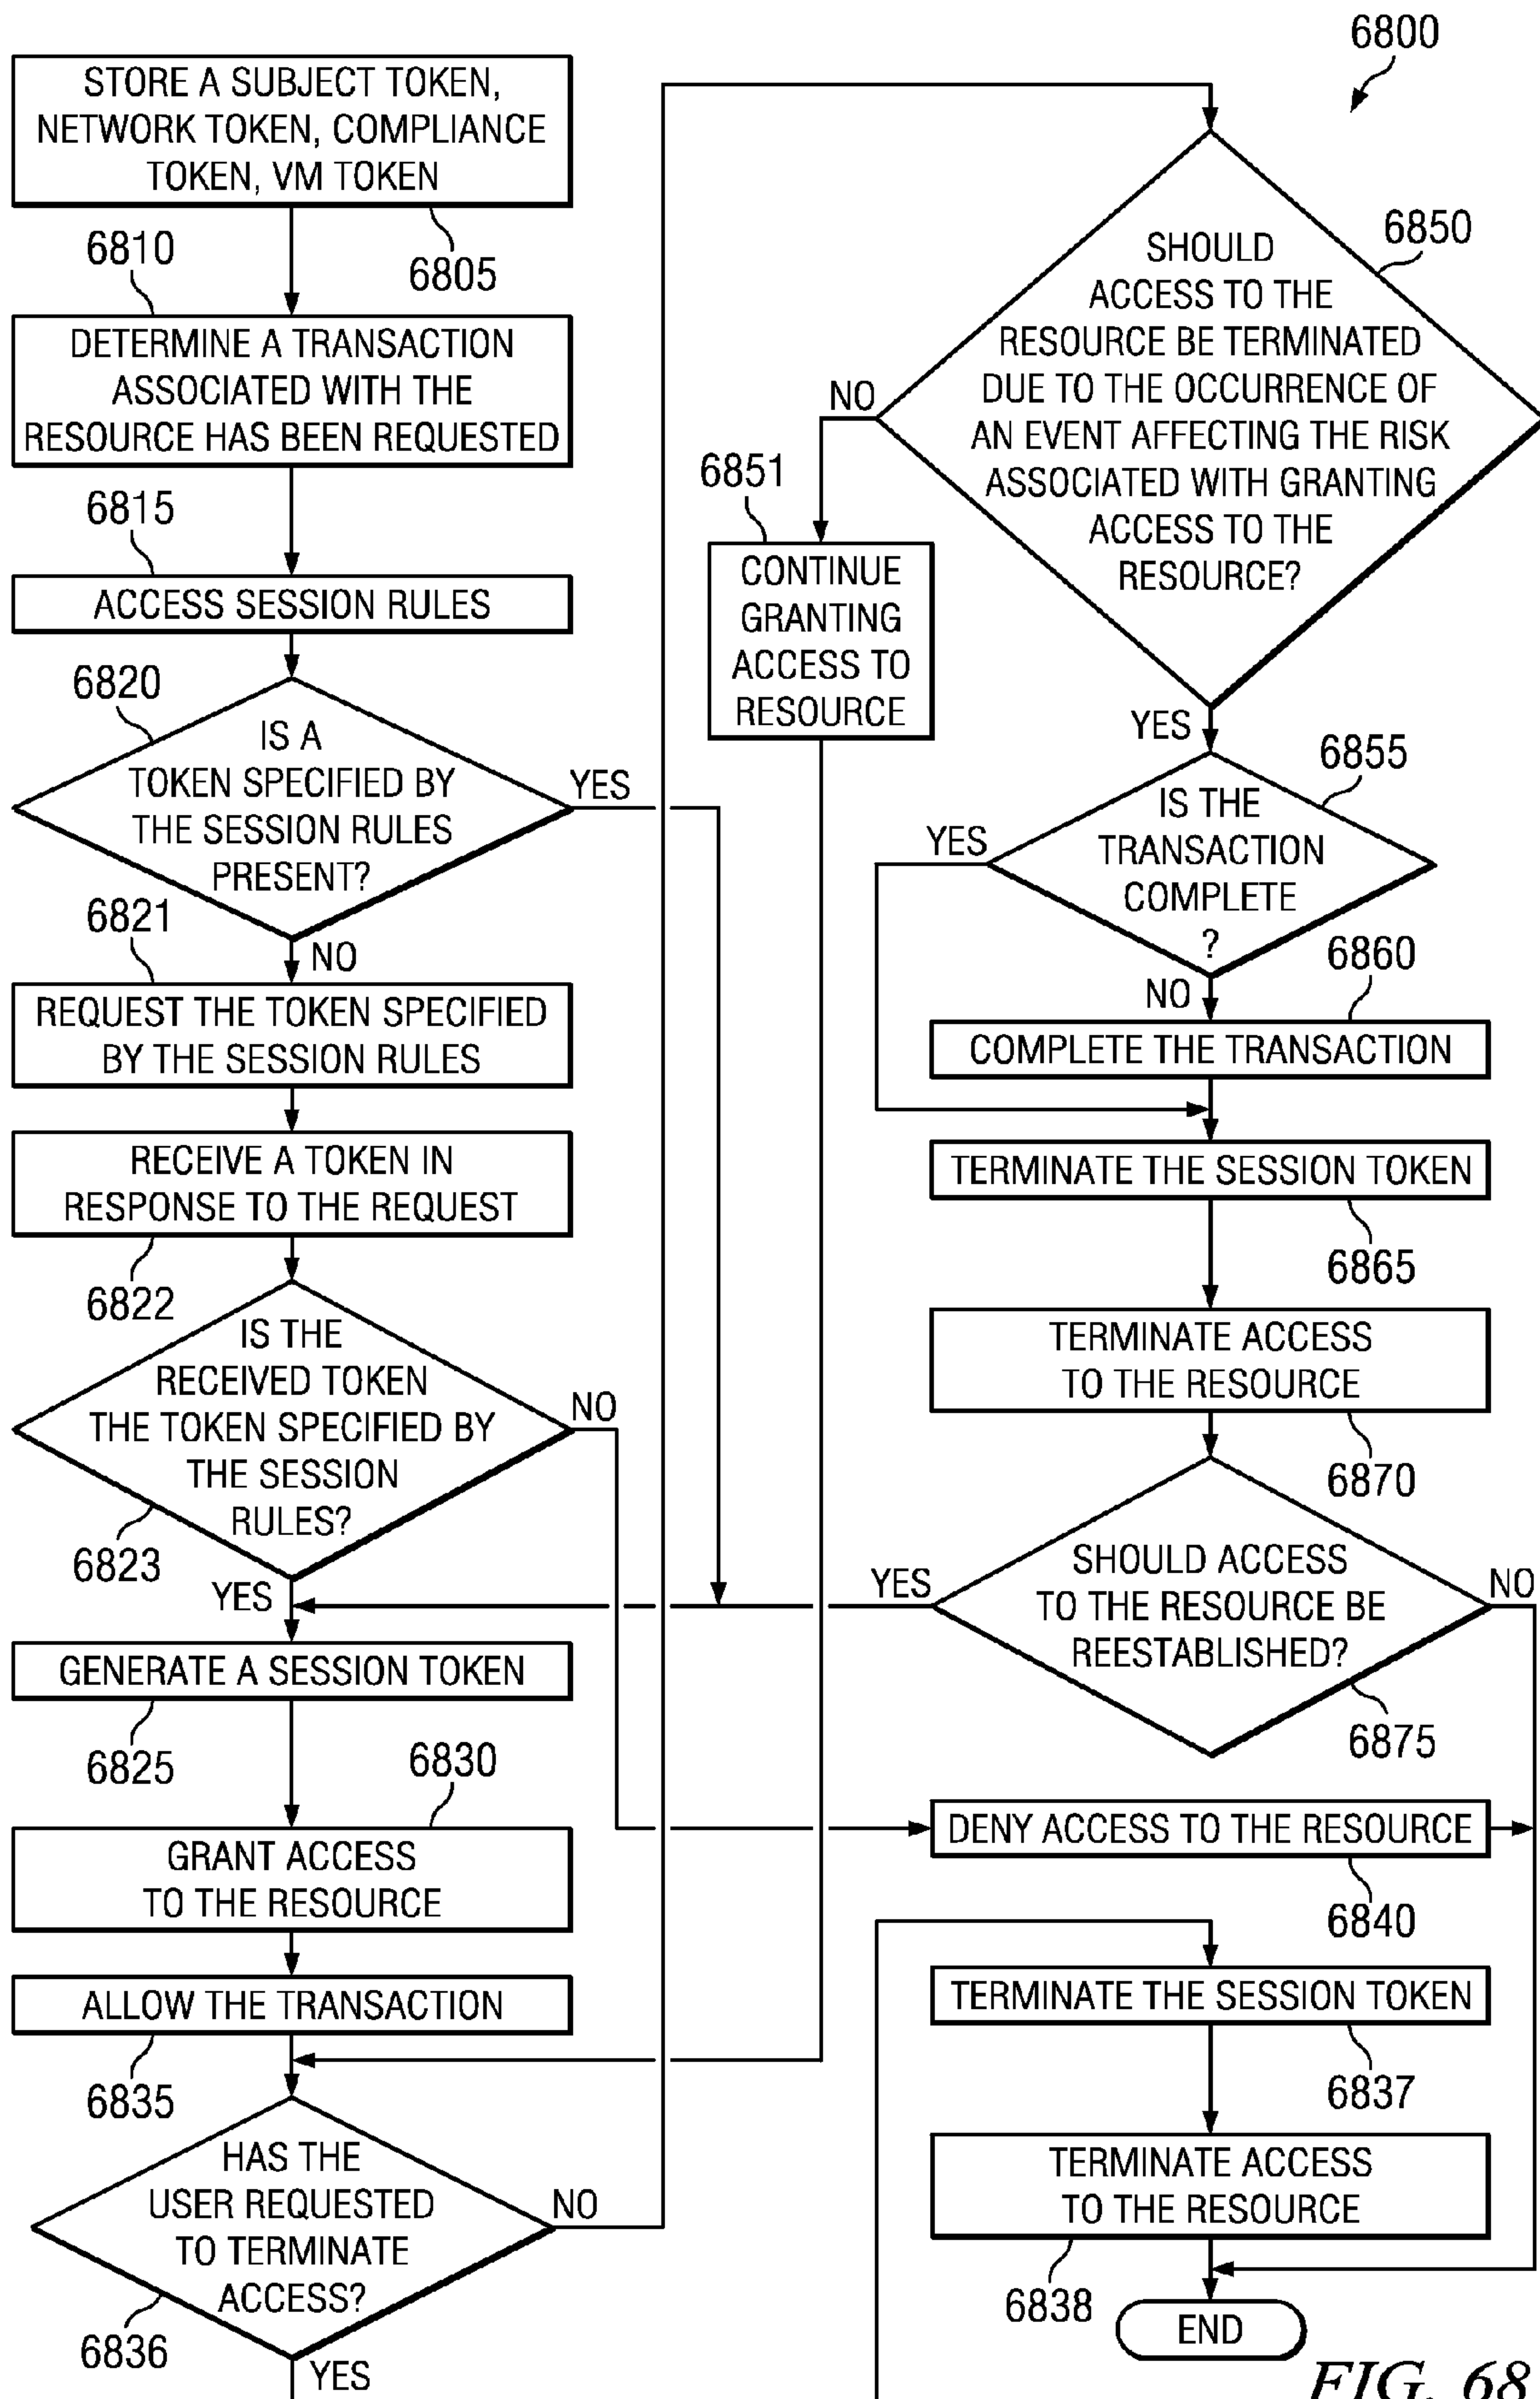 6800
STORE A SUBJECT TOKEN,
NETWORK TOKEN, COMPLIANCE
TOKEN, VM TOKEN
6805
6810
DETERMINE A TRANSACTION
ASSOCIATED WITH THE
RESOURCE HAS BEEN REQUESTED
6815
ACCESS SESSION RULES
6820
IS A
TOKEN SPECIFIED BY
THE SESSION RULES
PRESENT?
YES
6821
NO
REQUEST THE TOKEN SPECIFIED
BY THE SESSION RULES
RECEIVE A TOKEN IN
RESPONSE TO THE REQUEST
6822
IS THE
RECEIVED TOKEN
THE TOKEN SPECIFIED BY
THE SESSION
RULES?
NO
6823
YES
GENERATE A SESSION TOKEN
6825
6830
GRANT ACCESS
TO THE RESOURCE
ALLOW THE TRANSACTION
6835
HAS THE
USER REQUESTED
TO TERMINATE
ACCESS?
NO
6836
YES
6850
SHOULD
ACCESS TO THE
RESOURCE BE TERMINATED
DUE TO THE OCCURRENCE OF
AN EVENT AFFECTING THE RISK
ASSOCIATED WITH GRANTING
ACCESS TO THE
RESOURCE?
NO
6851
CONTINUE
GRANTING
ACCESS TO
RESOURCE
YES
6855
IS THE
TRANSACTION
COMPLETE
?
YES
6860
NO
COMPLETE THE TRANSACTION
TERMINATE THE SESSION TOKEN
6865
TERMINATE ACCESS
TO THE RESOURCE
6870
SHOULD ACCESS
TO THE RESOURCE BE
REESTABLISHED?
YES
NO
6875
DENY ACCESS TO THE RESOURCE
6840
TERMINATE THE SESSION TOKEN
6837
TERMINATE ACCESS
TO THE RESOURCE
6838
END
FIG. 68